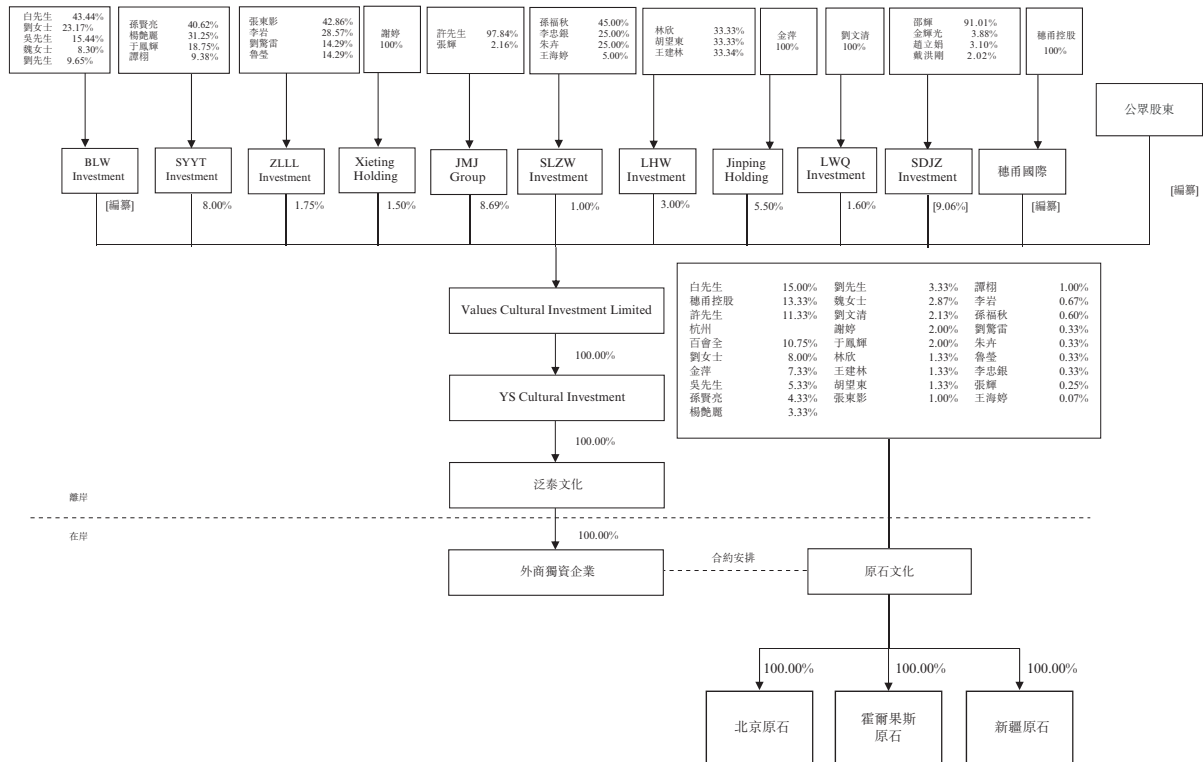 白先生 43.44%
劉女士 23.17%
吳先生 15.44%
魏女士 8.30%
劉先生 9.65%
孫賢亮 40.62%
楊艷麗 31.25%
于鳳輝 18.75%
譚栩 9.38%
張東影 42.86%
李岩 28.57%
劉驚雷 14.29%
魯瑩 14.29%
謝婷
100%
許先生 97.84%
張輝 2.16%
孫福秋 45.00%
李忠銀 25.00%
朱卉 25.00%
王海婷 5.00%
林欣 33.33%
胡望東 33.33%
王建林 33.34%
金萍
100%
劉文清
100%
邵輝 91.01%
金輝光 3.88%
趙立娟 3.10%
戴洪剛 2.02%
穗甬控股
100%
公眾股東
BLW
Investment
SYYT
Investment
ZLLL
Investment
Xieting
Holding
JMJ
Group
SLZW
Investment
LHW
Investment
Jinping
Holding
LWQ
Investment
SDJZ
Investment
穗甬國際
[編纂]
8.00%
1.75%
1.50%
8.69%
1.00%
3.00%
5.50%
1.60%
[9.06%]
[編纂]
[編纂]
Values Cultural Investment Limited
100.00%
YS Cultural Investment
100.00%
泛泰文化
白先生 15.00% 劉先生 3.33% 譚栩 1.00%
穗甬控股 13.33% 魏女士 2.87% 李岩 0.67%
許先生 11.33% 劉文清 2.13% 孫福秋 0.60%
杭州 謝婷 2.00% 劉驚雷 0.33%
百會全 10.75% 于鳳輝 2.00% 朱卉 0.33%
劉女士 8.00% 林欣 1.33% 魯瑩 0.33%
金萍 7.33% 王建林 1.33% 李忠銀 0.33%
吳先生 5.33% 胡望東 1.33% 張輝 0.25%
孫賢亮 4.33% 張東影 1.00% 王海婷 0.07%
楊艷麗 3.33%
離岸
在岸
100.00%
外商獨資企業
合約安排
原石文化
100.00%
100.00%
100.00%
北京原石
霍爾果斯
原石
新疆原石